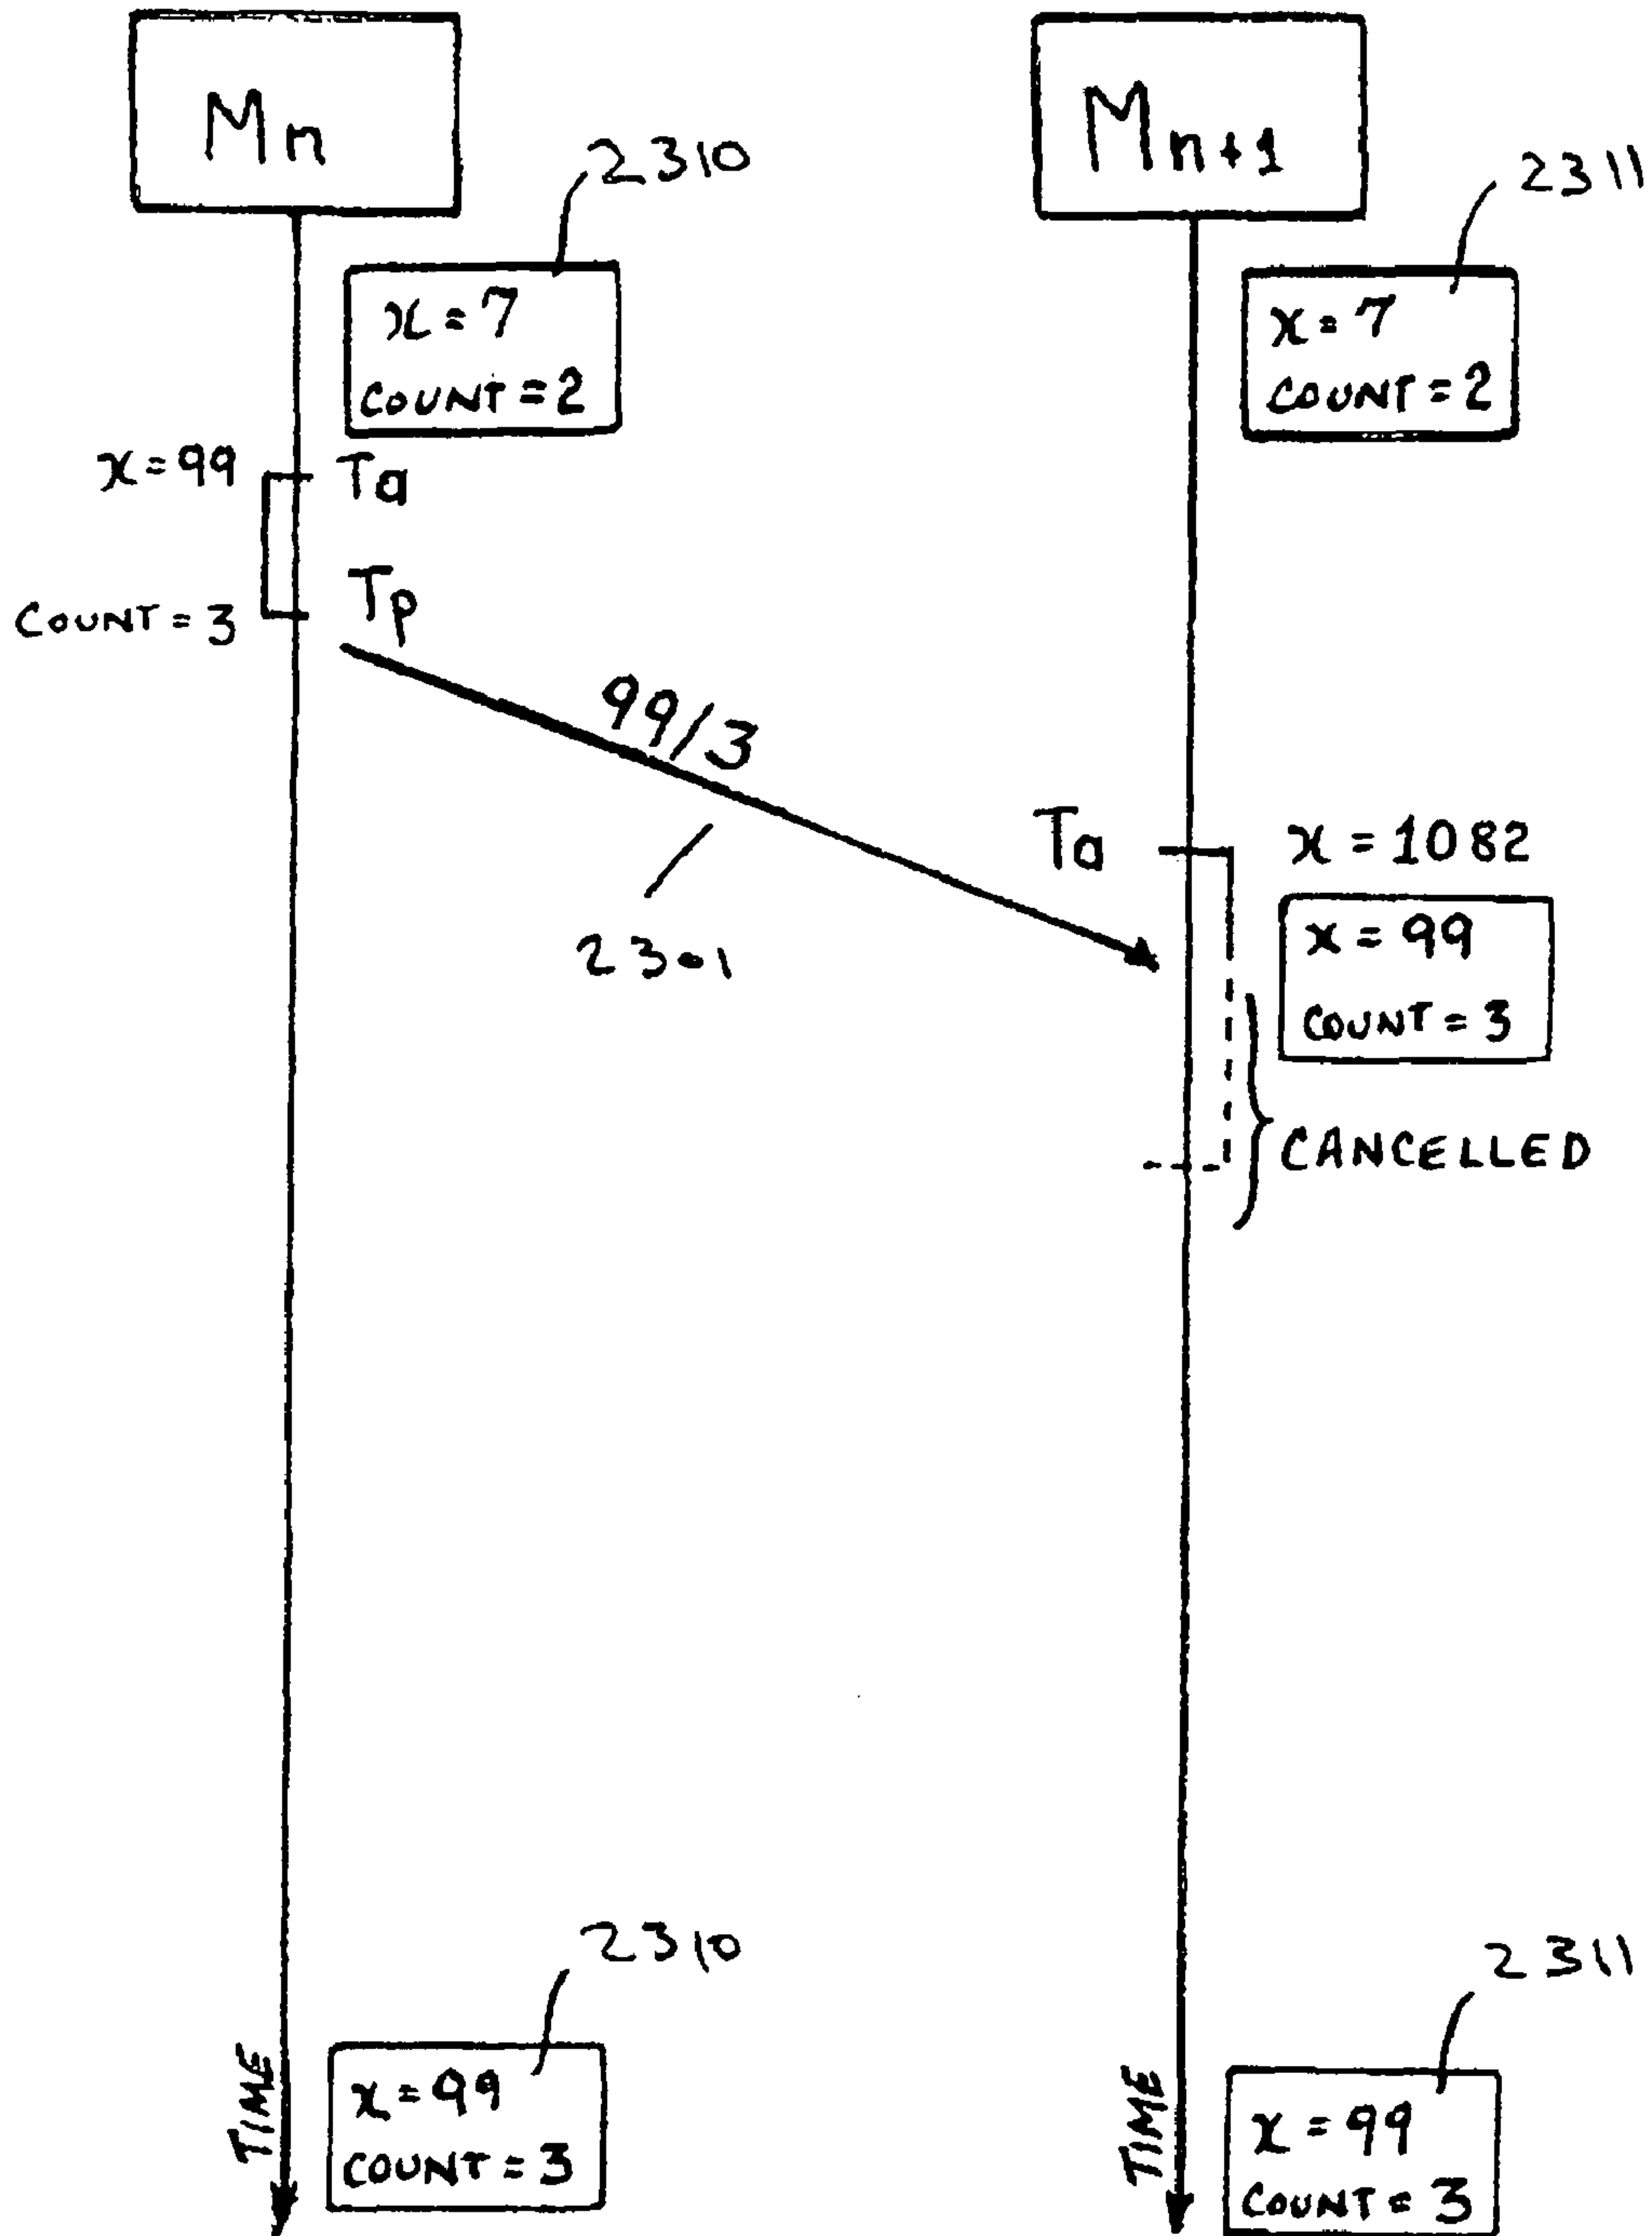 Mn
Mn+1
2310
2311
x=7
COUNT=2
x=7
COUNT=2
x=99
Ta
Tp
COUNT=3
99/3
2301
Ta
x=1082
x=99
COUNT=3
CANCELLED
2310
2311
TIME
x=99
COUNT=3
TIME
x=99
COUNT=3